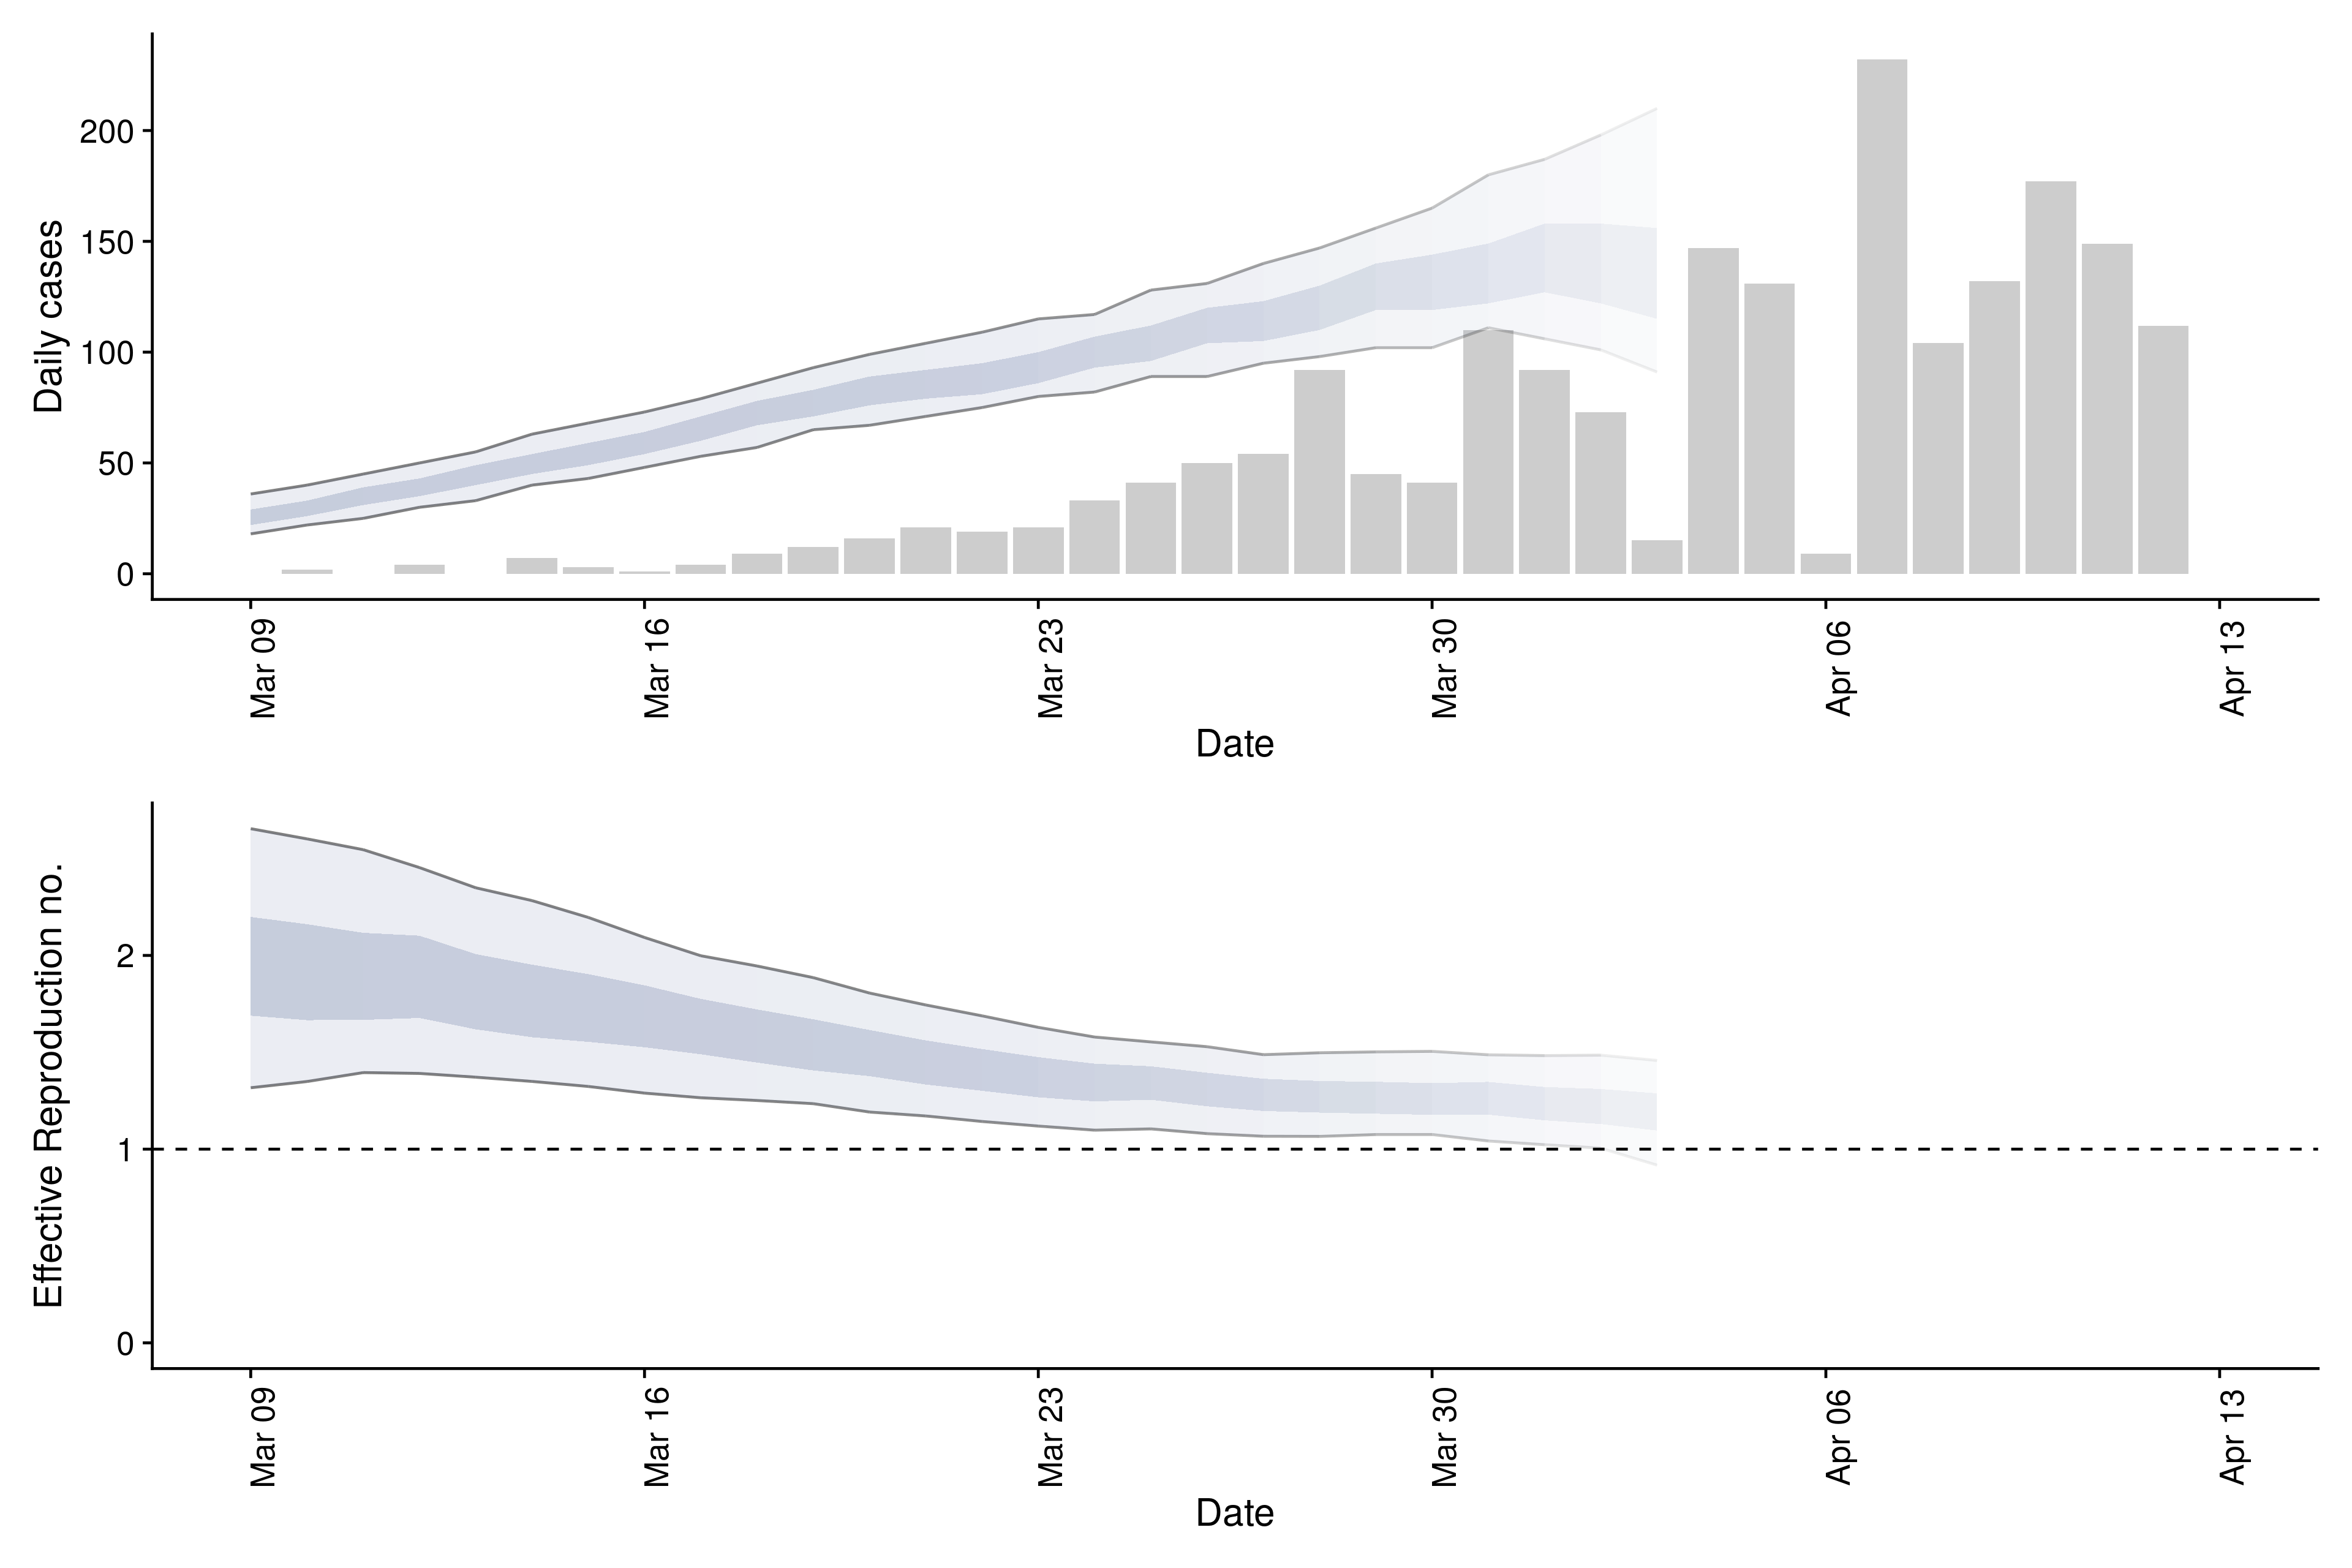 Daily cases
200
150
100
50
0
Mar 09
Mar 16
Mar 23
Mar 30
Apr 06
Apr 13
Date
Effective Reproduction no.
2
1
0
Mar 09
Mar 16
Mar 23
Mar 30
Apr 06
Apr 13
Date